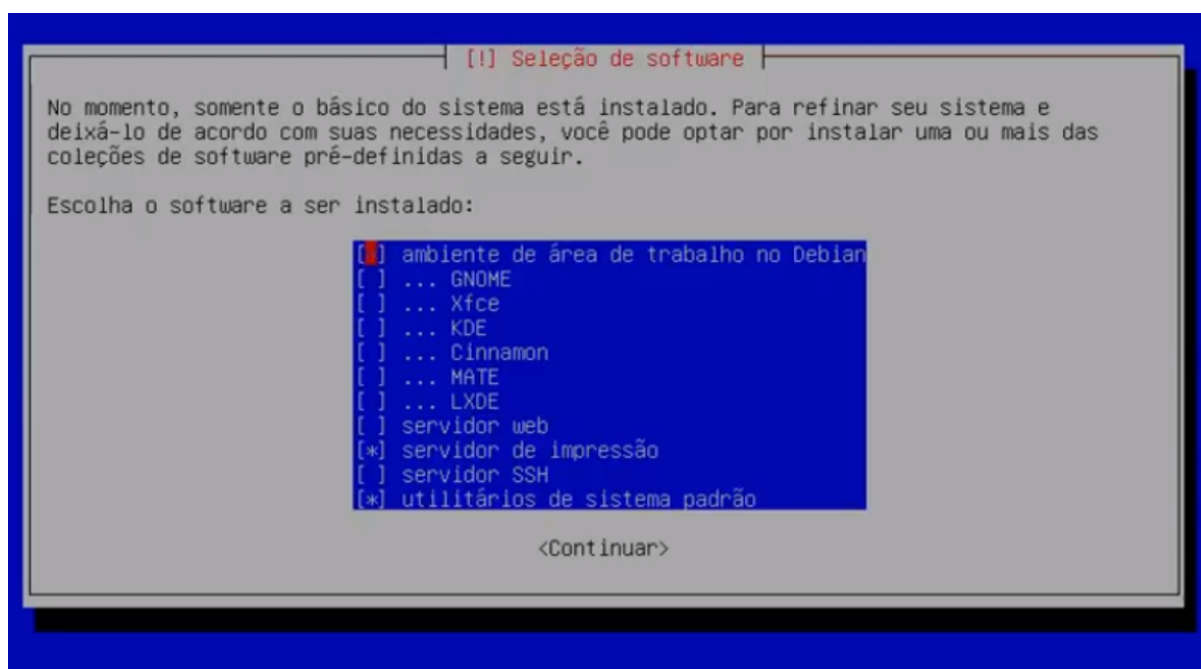 [!] Seleção de software
No momento, somente o básico do sistema está instalado. Para refinar seu sistema e
deixá-lo de acordo com suas necessidades, você pode optar por instalar uma ou mais das
coleções de software pré-definidas a seguir.
Escolha o software a ser instalado:
[ ] ambiente de área de trabalho no Debian
[ ] ... GNOME
[ ] ... Xfce
[ ] ... KDE
[ ] ... Cinnamon
[ ] ... MATE
[ ] ... LXDE
[ ] servidor web
[*] servidor de impressão
[ ] servidor SSH
[*] utilitários de sistema padrão
<Continuar>